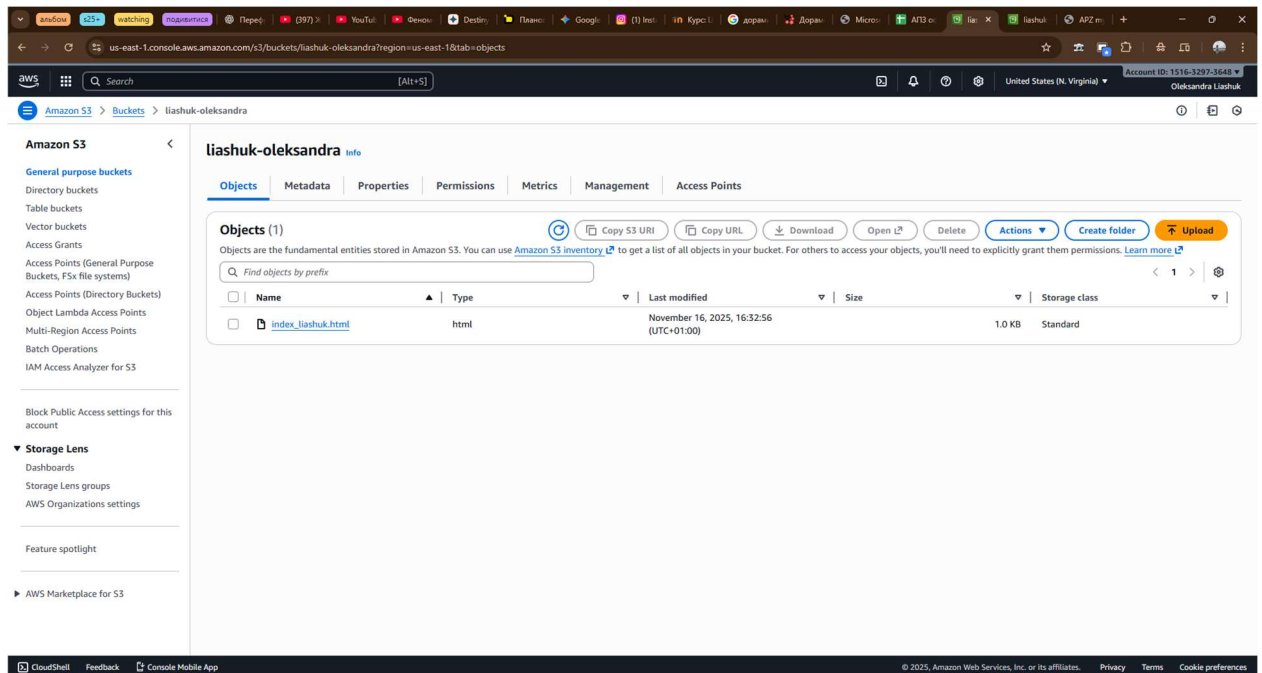 альбом s25+ watching подивитися Переф (397) YouTub Феном Destiny Планов Google (1) Inst Курс: Ц дорам Дорам Micros АПЗ ос lia: liashuk APZ m
us-east-1.console.aws.amazon.com/s3/buckets/liashuk-oleksandra?region=us-east-1&tab=objects
aws Search [Alt+S] United States (N. Virginia) Account ID: 1516-3297-3648
Oleksandra Liashuk
Amazon S3 > Buckets > liashuk-oleksandra
Amazon S3
General purpose buckets
Directory buckets
Table buckets
Vector buckets
Access Grants
Access Points (General Purpose
Buckets, FSx file systems)
Access Points (Directory Buckets)
Object Lambda Access Points
Multi-Region Access Points
Batch Operations
IAM Access Analyzer for S3
Block Public Access settings for this
account
Storage Lens
Dashboards
Storage Lens groups
AWS Organizations settings
Feature spotlight
AWS Marketplace for S3
liashuk-oleksandra Info
Objects Metadata Properties Permissions Metrics Management Access Points
Objects (1) Copy S3 URI Copy URL Download Open Delete Actions Create folder Upload
Objects are the fundamental entities stored in Amazon S3. You can use Amazon S3 inventory to get a list of all objects in your bucket. For others to access your objects, you'll need to explicitly grant them permissions. Learn more
Find objects by prefix < 1 >
Name Type Last modified Size Storage class
index_liashuk.html html November 16, 2025, 16:32:56 1.0 KB Standard
(UTC+01:00)
CloudShell Feedback Console Mobile App © 2025, Amazon Web Services, Inc. or its affiliates. Privacy Terms Cookie preferences